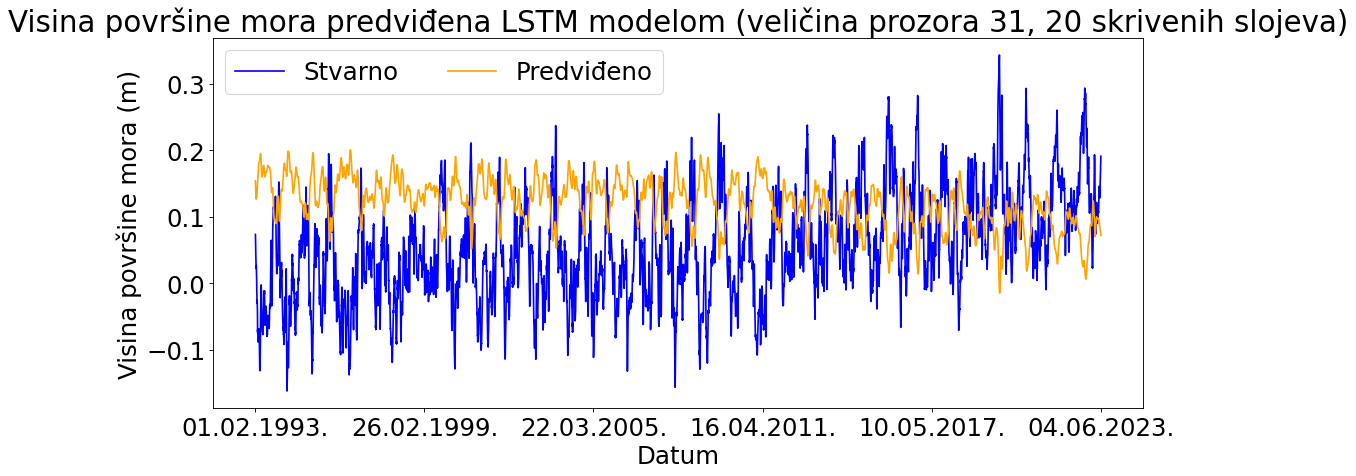 Visina površine mora predviđena LSTM modelom (veličina prozora 31, 20 skrivenih slojeva)
Stvarno Predviđeno
Visina površine mora (m)
0.3
0.2
0.1
0.0
−0.1
01.02.1993. 26.02.1999. 22.03.2005. 16.04.2011. 10.05.2017. 04.06.2023.
Datum